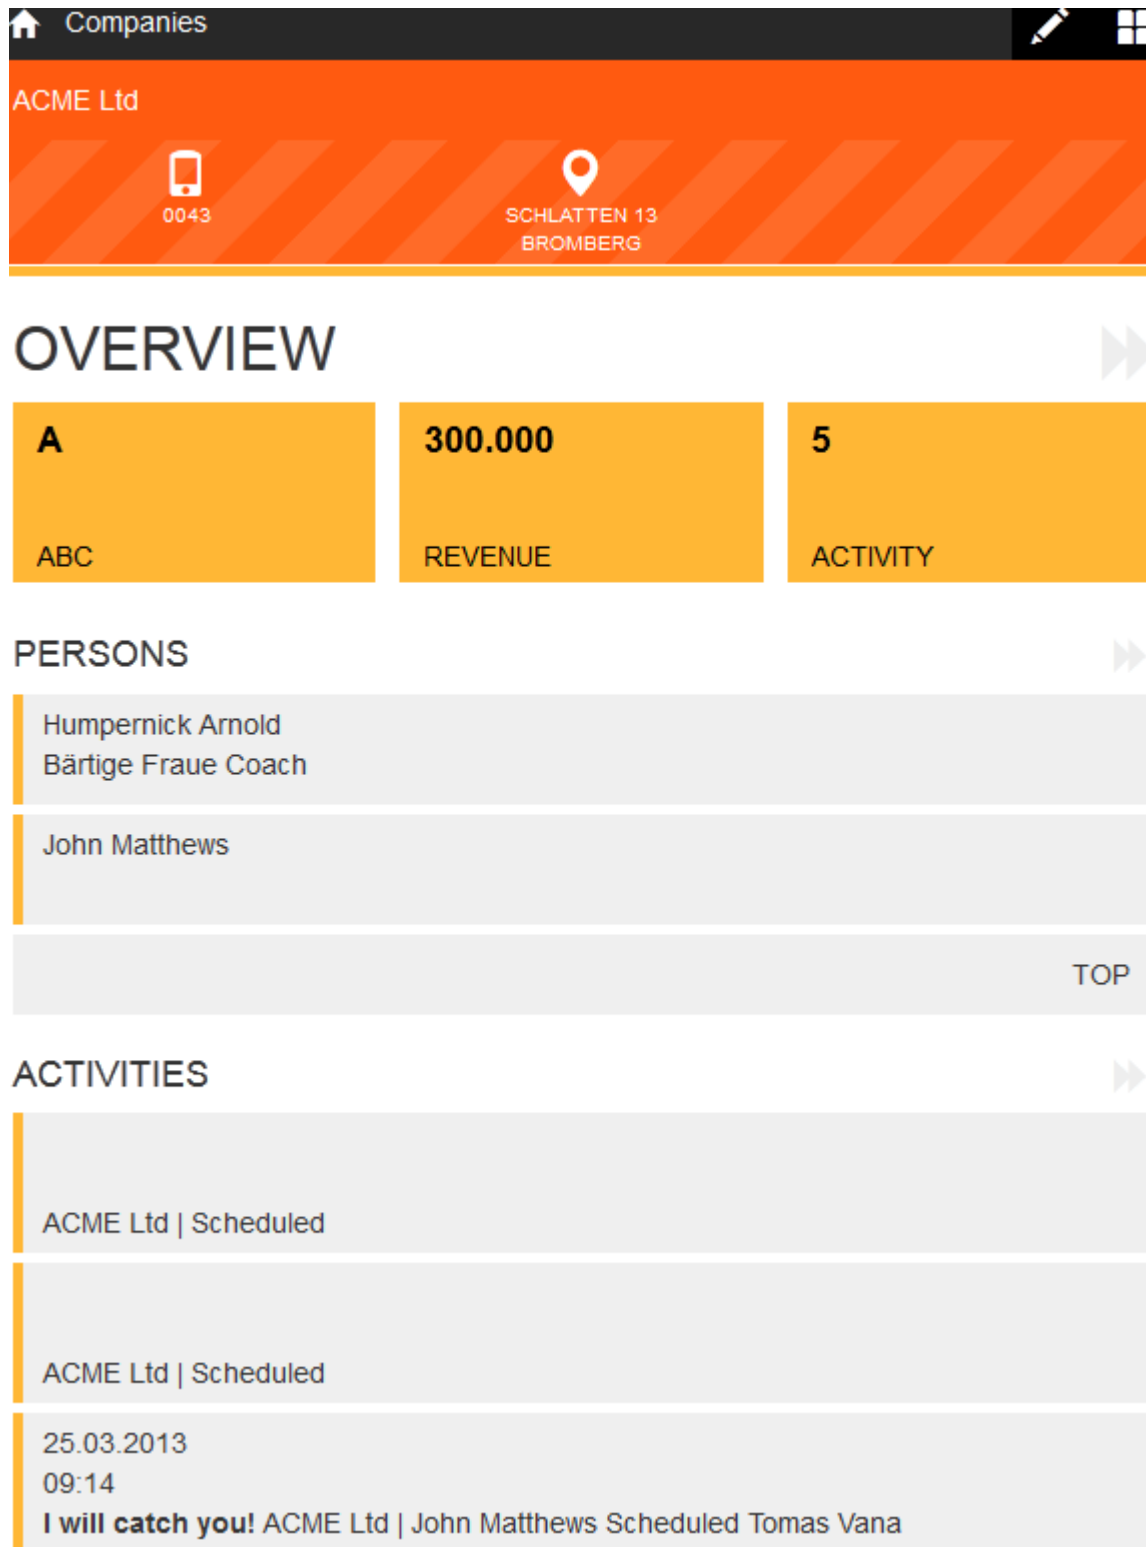 Companies
ACME Ltd
0043
SCHLATTEN 13
BROMBERG
OVERVIEW
A
ABC
300.000
REVENUE
5
ACTIVITY
PERSONS
Humpernick Arnold
Bärtige Fraue Coach
John Matthews
TOP
ACTIVITIES
ACME Ltd | Scheduled
ACME Ltd | Scheduled
25.03.2013
09:14
I will catch you! ACME Ltd | John Matthews Scheduled Tomas Vana